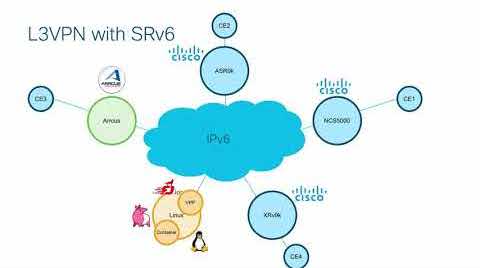 L3VPN with SRv6
CE2
CISCO
ASR9k
ARRCUS
CE3
Arrcus
CISCO
NCS5000
CE1
IPv6
VPP
Linux
Container
CISCO
XRv9k
CE4